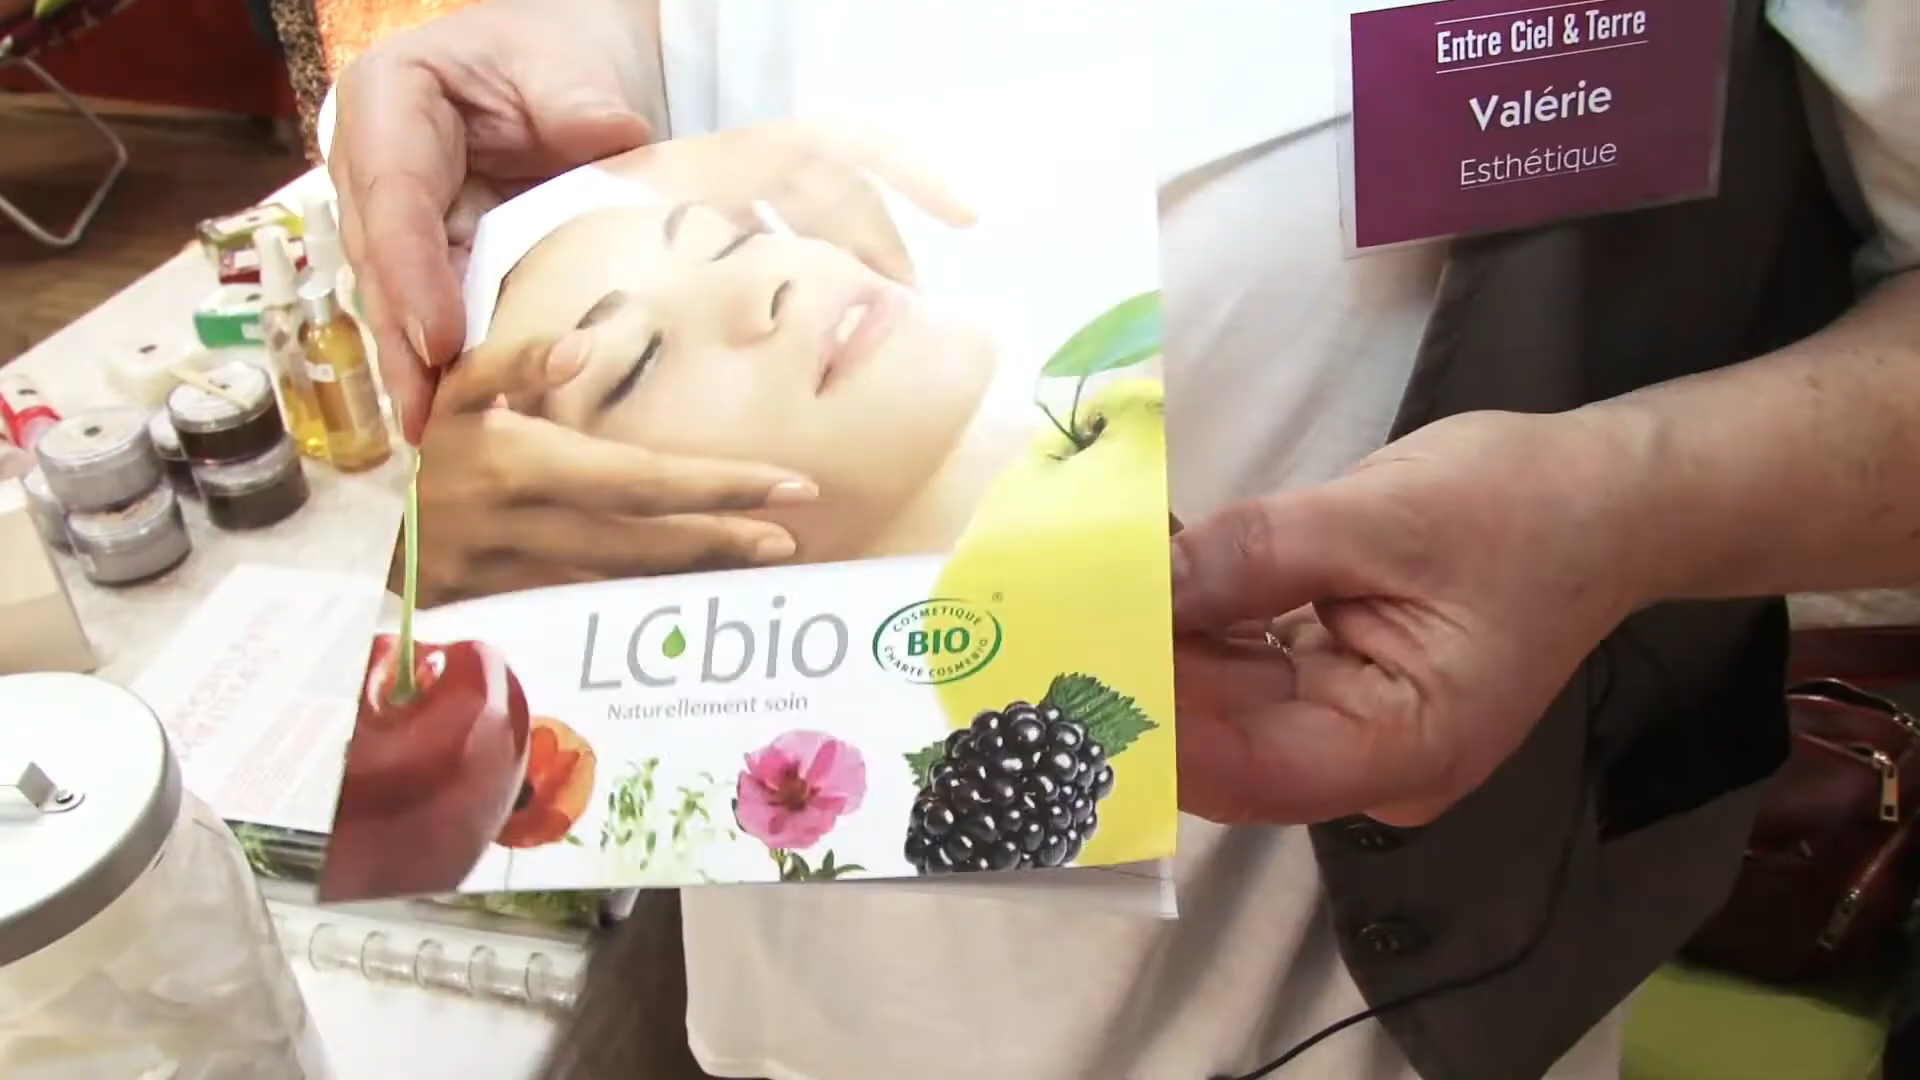 Entre Ciel & Terre
Valérie
Esthétique
LCbio
Naturellement soin
COSMETIQUE
BIO
CHARTE COSMEBIO
®